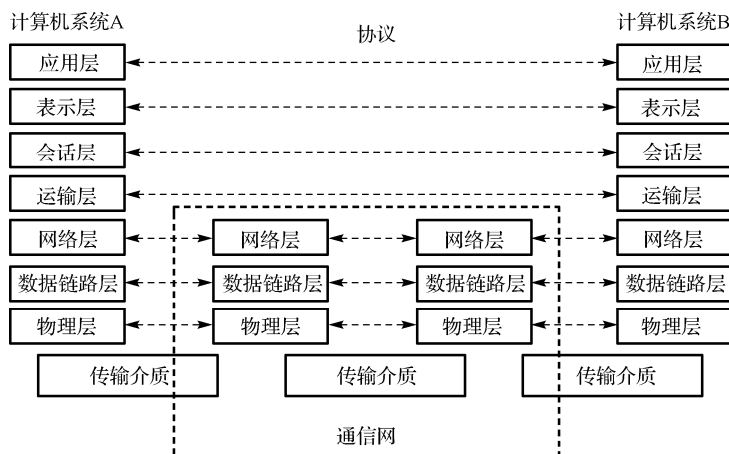 计算机系统A
协议
计算机系统B
应用层
应用层
表示层
表示层
会话层
会话层
运输层
运输层
网络层
网络层
网络层
网络层
数据链路层
数据链路层
数据链路层
数据链路层
物理层
物理层
物理层
物理层
传输介质
传输介质
传输介质
通信网